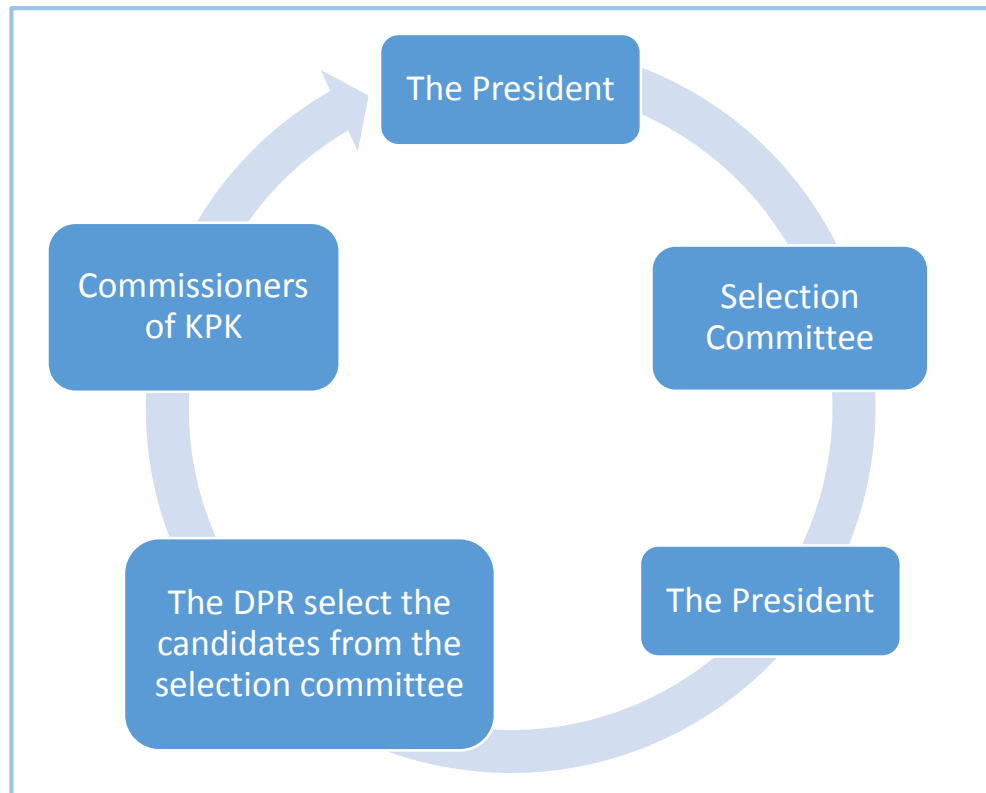 The President
Selection
Committee
The President
The DPR select the
candidates from the
selection committee
Commissioners
of KPK